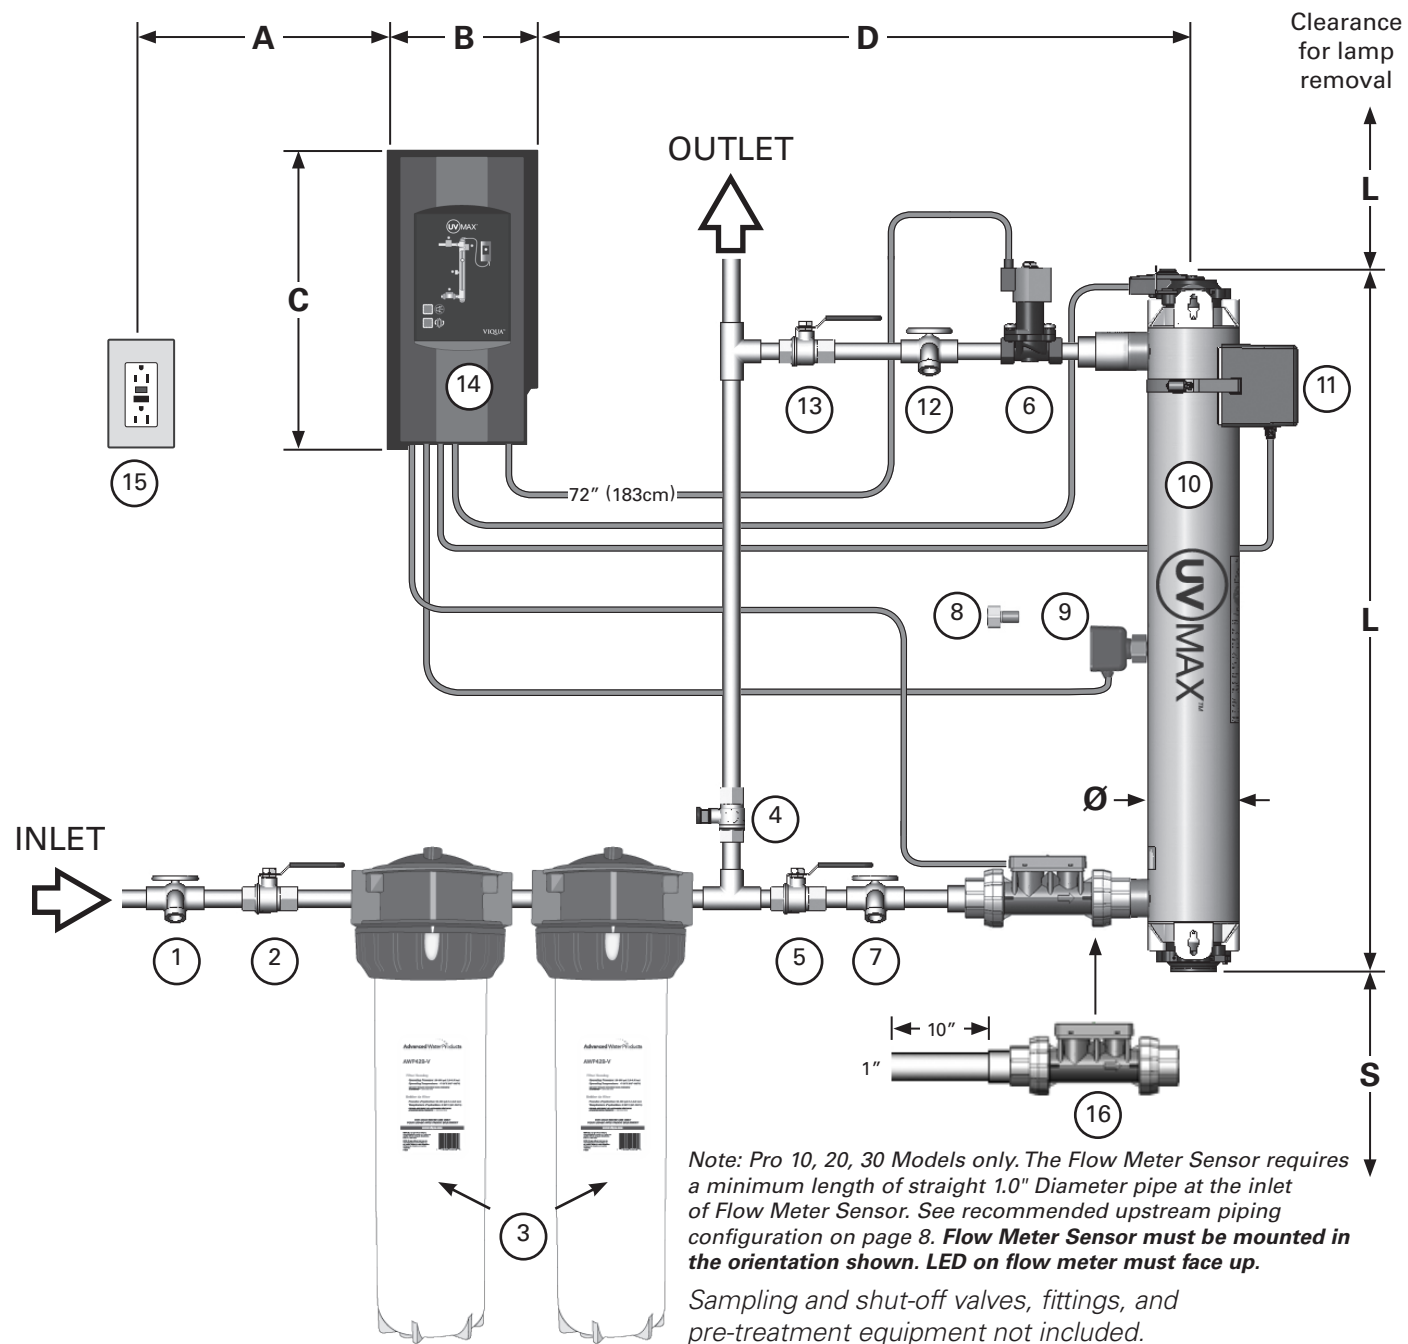 A
B
D
Clearance
for lamp
removal
OUTLET
L
C
UV MAX™
VIQUA™
14
13
12
6
11
15
10
72” (183cm)
UV MAX™
8
9
L
Ø
4
INLET
1
2
5
7
10”
1”
S
16
Advanced Water Products
AWP420-V
Advanced Water Products
AWP420-V
3
Note: Pro 10, 20, 30 Models only. The Flow Meter Sensor requires
a minimum length of straight 1.0" Diameter pipe at the inlet
of Flow Meter Sensor. See recommended upstream piping
configuration on page 8. Flow Meter Sensor must be mounted in
the orientation shown. LED on flow meter must face up.
Sampling and shut-off valves, fittings, and
pre-treatment equipment not included.